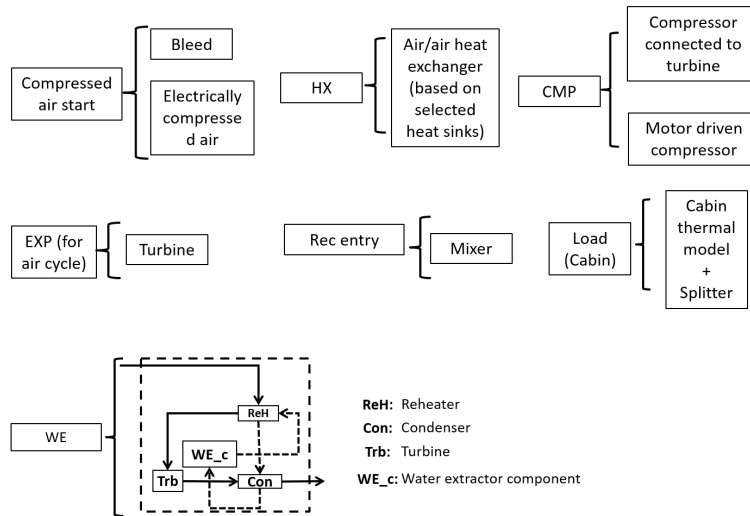 Compressed
air start
Bleed
Electrically
compresse
d air
HX
Air/air heat
exchanger
(based on
selected
heat sinks)
CMP
Compressor
connected to
turbine
Motor driven
compressor
EXP (for
air cycle)
Turbine
Rec entry
Mixer
Load
(Cabin)
Cabin
thermal
model
+
Splitter
WE
ReH
WE_c
Trb
Con
ReH: Reheater
Con: Condenser
Trb: Turbine
WE_c: Water extractor component